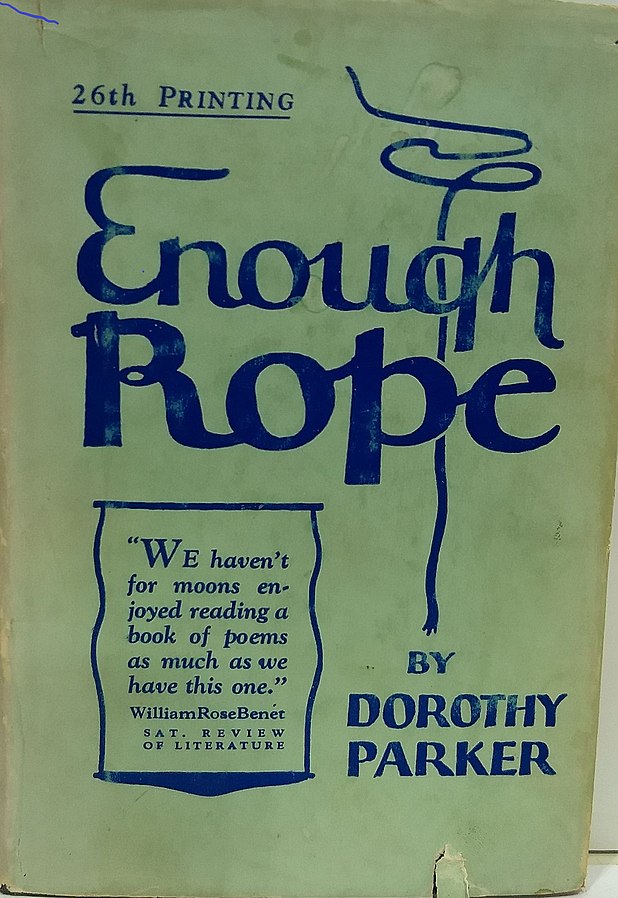 26th PRINTING
Enough
Rope
"WE haven't
for moons en-
joyed reading a
book of poems
as much as we
have this one."
William Rose Benét
SAT. REVIEW
OF LITERATURE
BY
DOROTHY
PARKER